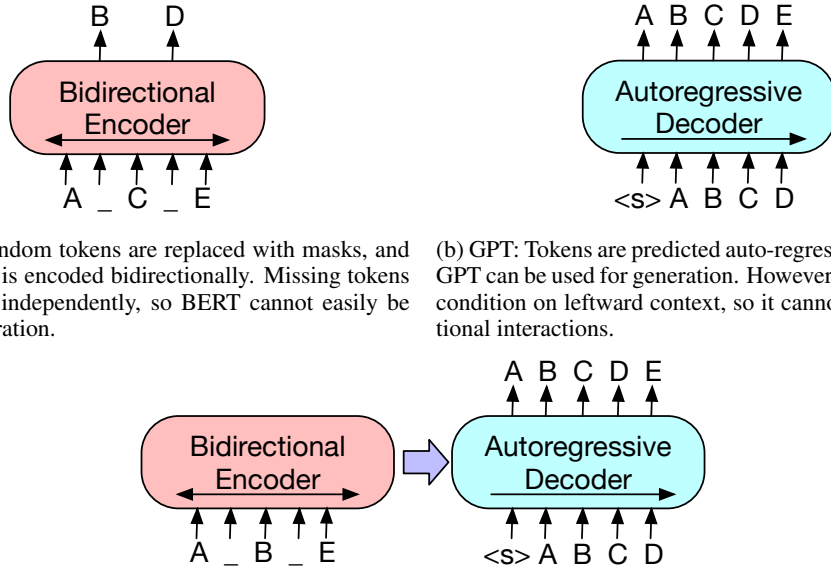 B D
Bidirectional
Encoder
A _ C _ E
A B C D E
Autoregressive
Decoder
<s> A B C D
ndom tokens are replaced with masks, and
is encoded bidirectionally. Missing tokens
independently, so BERT cannot easily be
ration.
(b) GPT: Tokens are predicted auto-regres
GPT can be used for generation. However
condition on leftward context, so it canno
tional interactions.
Bidirectional
Encoder
A _ B _ E
A B C D E
Autoregressive
Decoder
<s> A B C D